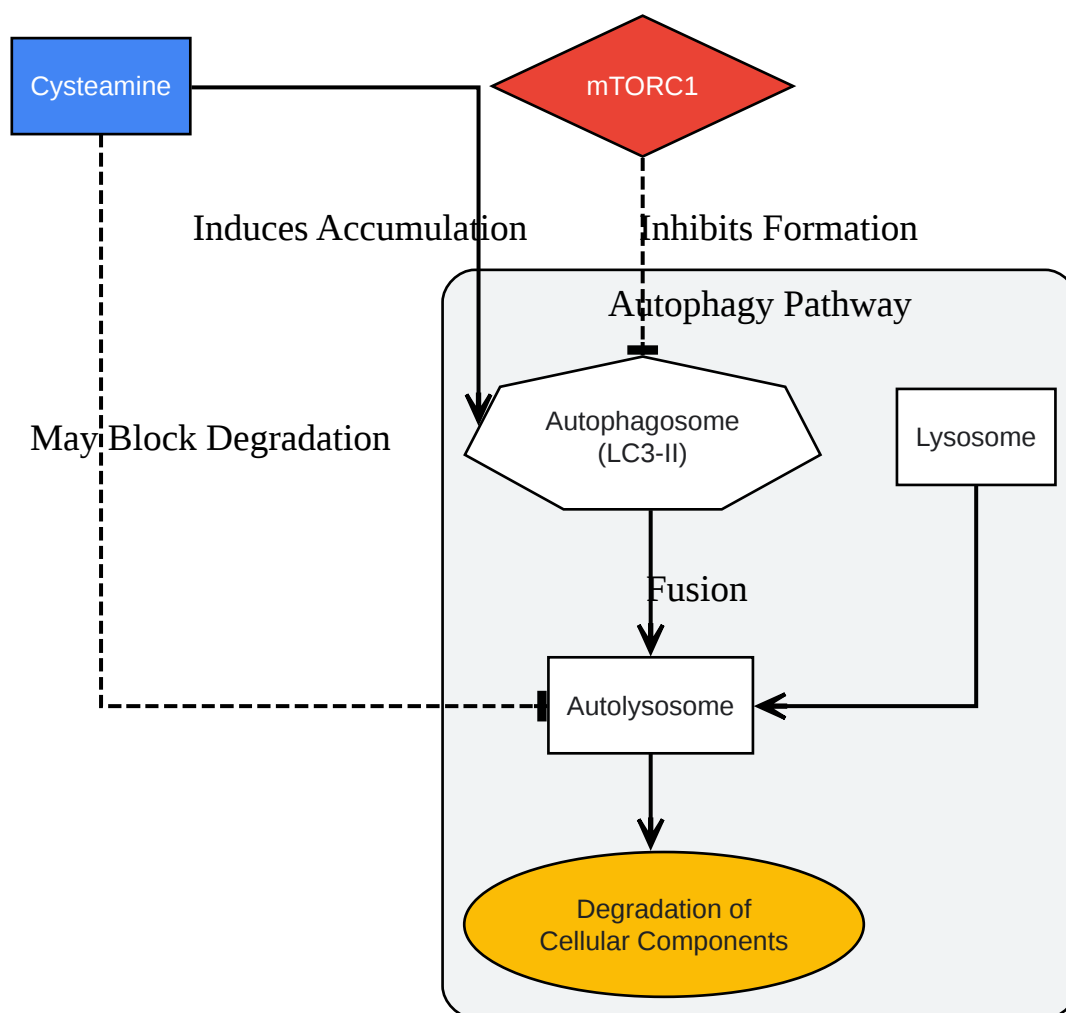 Cysteamine
mTORC1
Induces Accumulation
Inhibits Formation
Autophagy Pathway
May Block Degradation
Autophagosome
(LC3-II)
Lysosome
Fusion
Autolysosome
Degradation of
Cellular Components